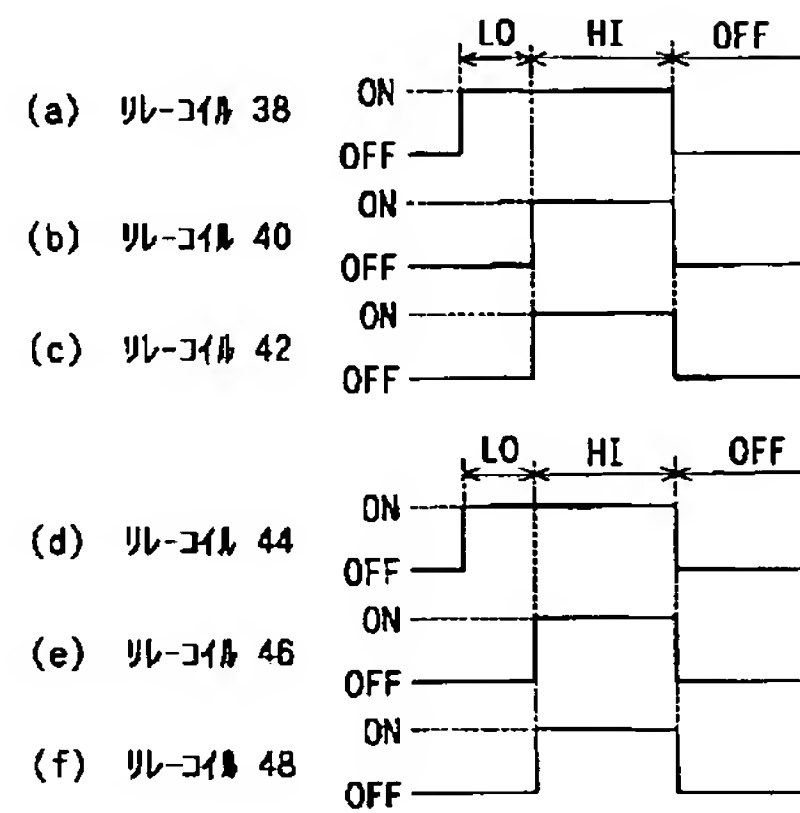 LO HI OFF
ON
(a) リレーコイル 38
OFF
ON
(b) リレーコイル 40
OFF
ON
(c) リレーコイル 42
OFF
LO HI OFF
ON
(d) リレーコイル 44
OFF
ON
(e) リレーコイル 46
OFF
ON
(f) リレーコイル 48
OFF